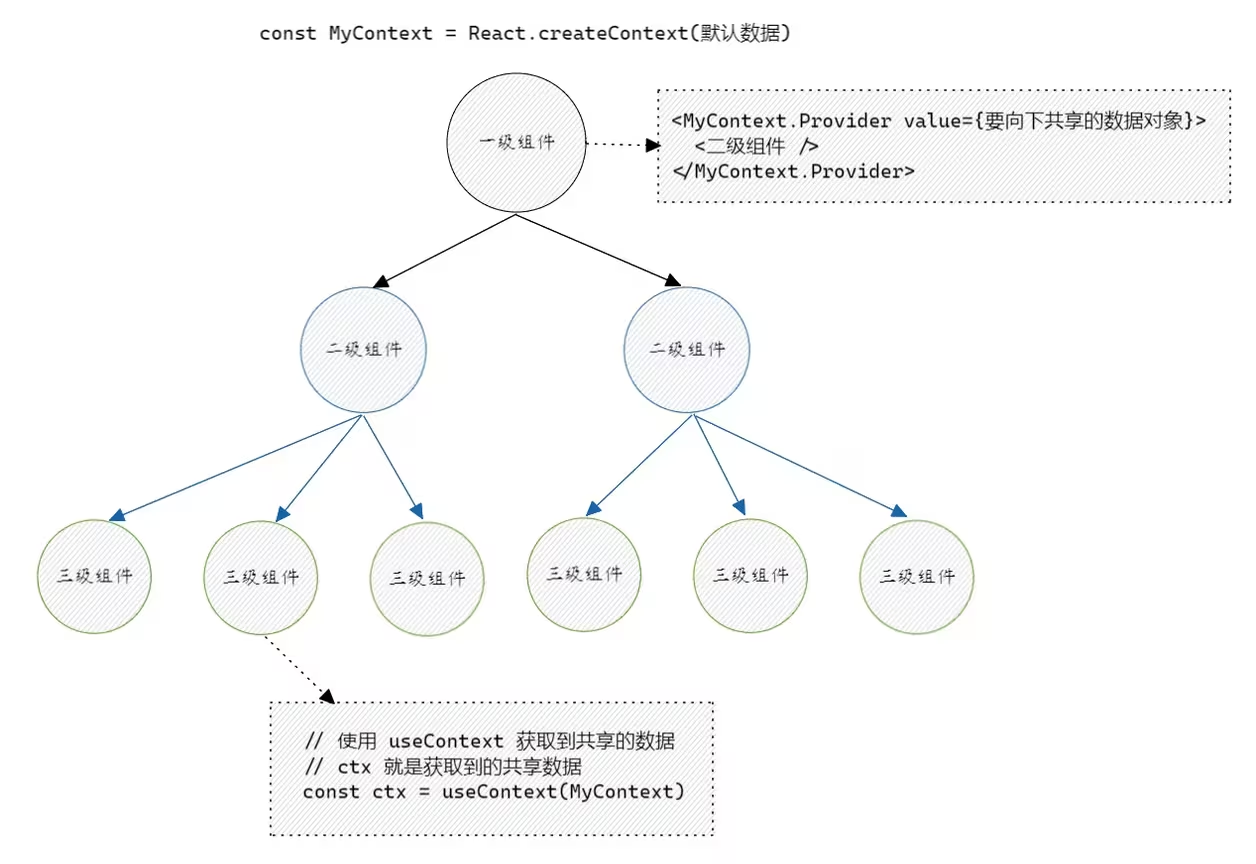 const MyContext = React.createContext(默认数据)
一级组件
<MyContext.Provider value={要向下共享的数据对象}>
<二级组件 />
</MyContext.Provider>
二级组件
二级组件
三级组件
三级组件
三级组件
三级组件
三级组件
三级组件
// 使用 useContext 获取到共享的数据
// ctx 就是获取到的共享数据
const ctx = useContext(MyContext)